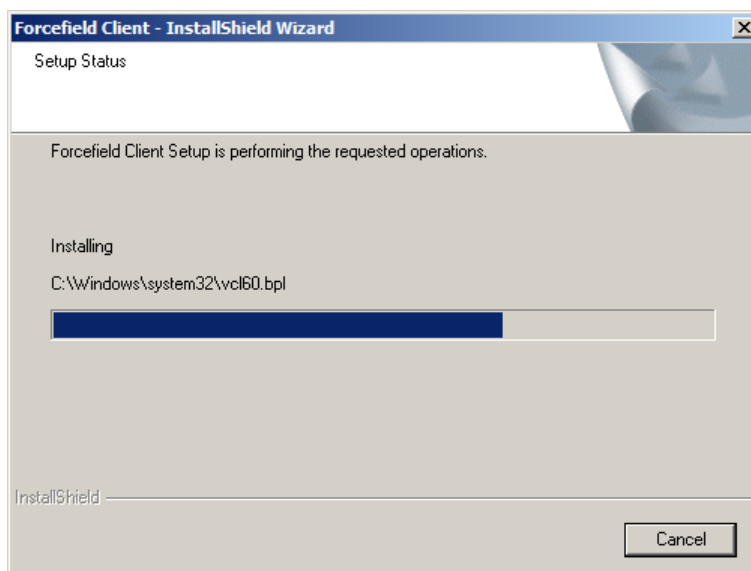 Forcefield Client - InstallShield Wizard
Setup Status
Forcefield Client Setup is performing the requested operations.
Installing
C:\Windows\system32\vcl60.bpl
InstallShield
Cancel